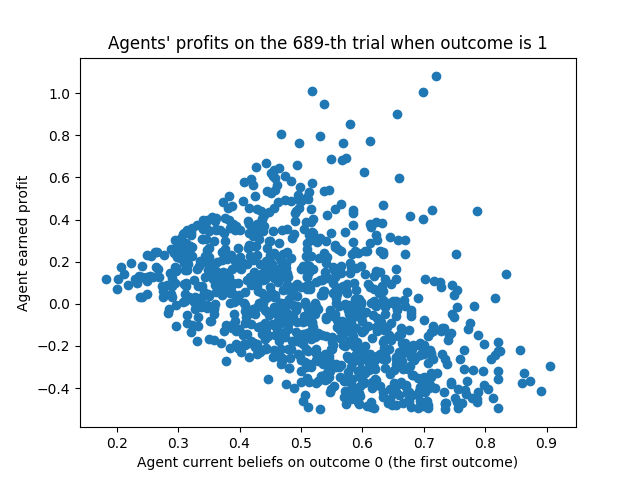 Agents' profits on the 689-th trial when outcome is 1
1.0
0.8
0.6
0.4
0.2
0.0
−0.2
−0.4
Agent earned profit
0.2 0.3 0.4 0.5 0.6 0.7 0.8 0.9
Agent current beliefs on outcome 0 (the first outcome)